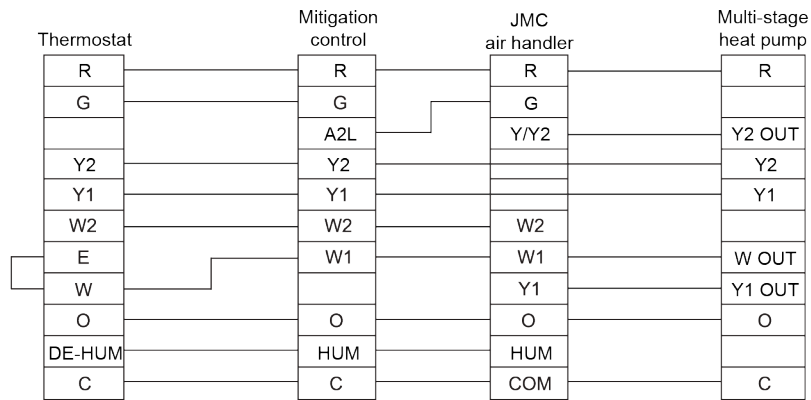 Thermostat
Mitigation
control
JMC
air handler
Multi-stage
heat pump
R R R R
G G G
A2L Y/Y2 Y2 OUT
Y2 Y2 Y2
Y1 Y1 Y1
W2 W2 W2
E W1 W1 W OUT
W Y1 Y1 OUT
O O O O
DE-HUM HUM HUM
C C COM C